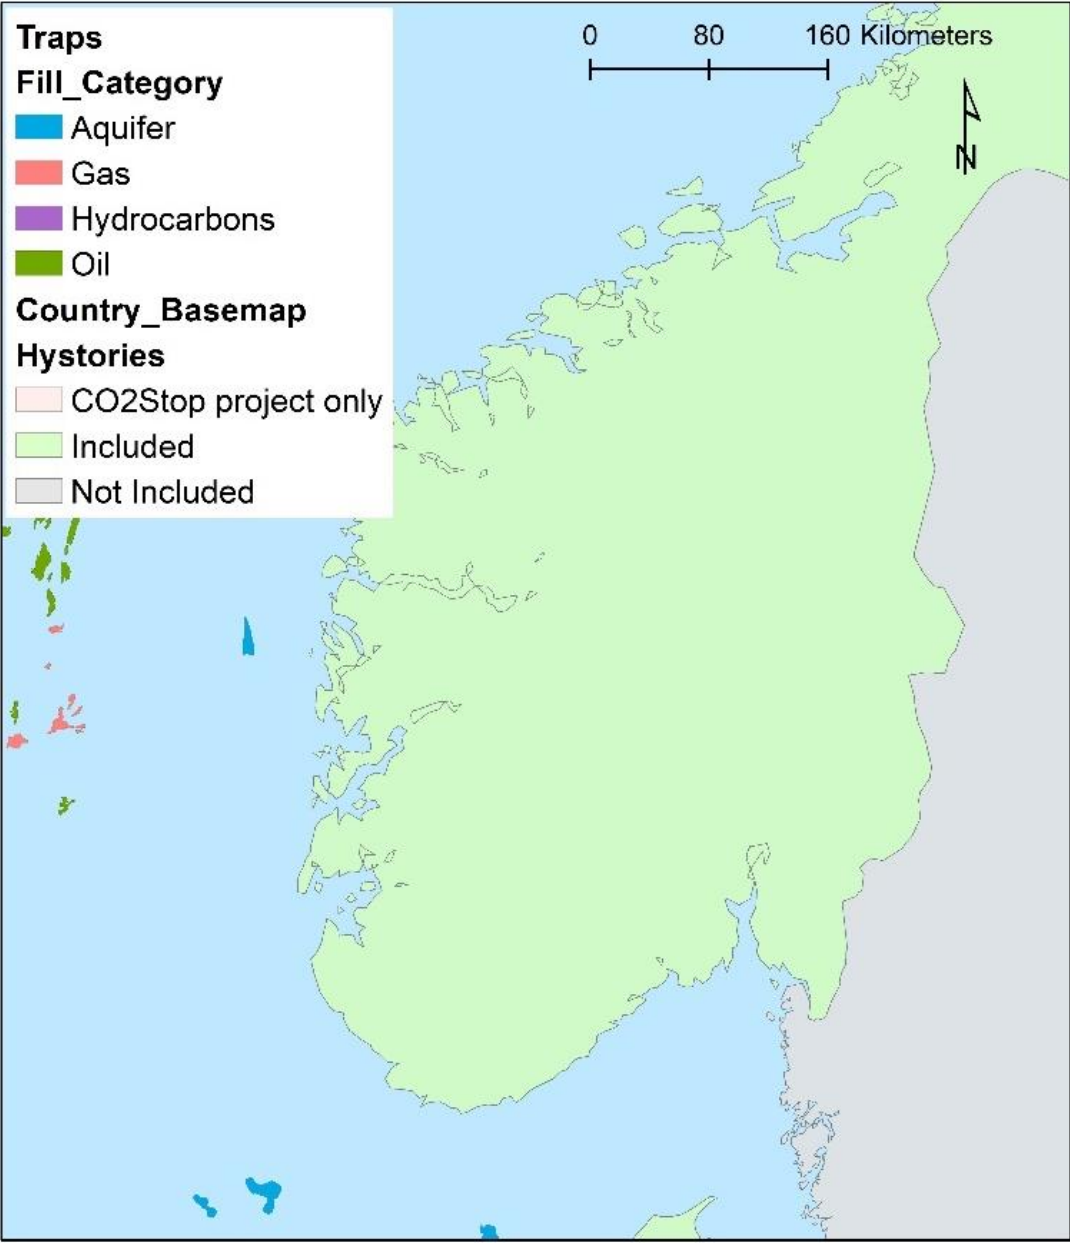 Traps
Fill_Category
Aquifer
Gas
Hydrocarbons
Oil
Country_Basemap
Hystories
CO2Stop project only
Included
Not Included
0 80 160 Kilometers
N